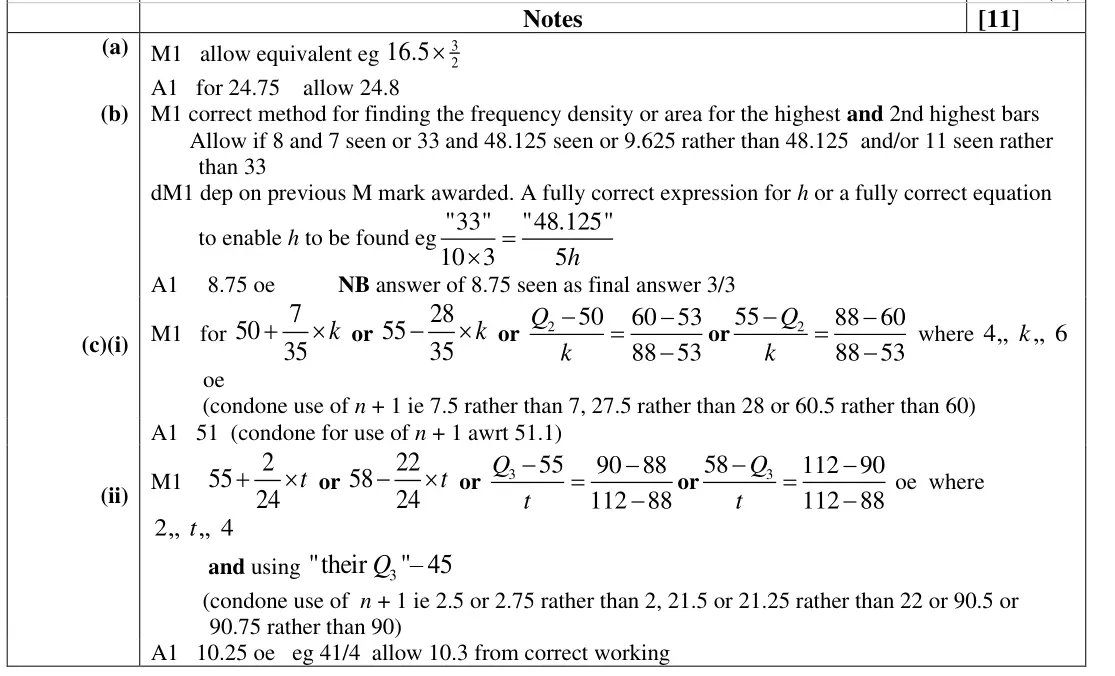 Notes [11]
(a) M1 allow equivalent eg 16.5 × 3/2
A1 for 24.75 allow 24.8
(b) M1 correct method for finding the frequency density or area for the highest and 2nd highest bars
Allow if 8 and 7 seen or 33 and 48.125 seen or 9.625 rather than 48.125 and/or 11 seen rather
than 33
dM1 dep on previous M mark awarded. A fully correct expression for h or a fully correct equation
to enable h to be found eg "33"/(10 × 3) = "48.125"/5h
A1 8.75 oe NB answer of 8.75 seen as final answer 3/3
(c)(i) M1 for 50 + 7/35 × k or 55 − 28/35 × k or (Q₂ − 50)/k = (60 − 53)/(88 − 53) or (55 − Q₂)/k = (88 − 60)/(88 − 53) where 4,, k,, 6
oe
(condone use of n + 1 ie 7.5 rather than 7, 27.5 rather than 28 or 60.5 rather than 60)
A1 51 (condone for use of n + 1 awrt 51.1)
(ii) M1 55 + 2/24 × t or 58 − 22/24 × t or (Q₃ − 55)/t = (90 − 88)/(112 − 88) or (58 − Q₃)/t = (112 − 90)/(112 − 88) oe where
2,, t,, 4
and using "their Q₃" − 45
(condone use of n + 1 ie 2.5 or 2.75 rather than 2, 21.5 or 21.25 rather than 22 or 90.5 or
90.75 rather than 90)
A1 10.25 oe eg 41/4 allow 10.3 from correct working